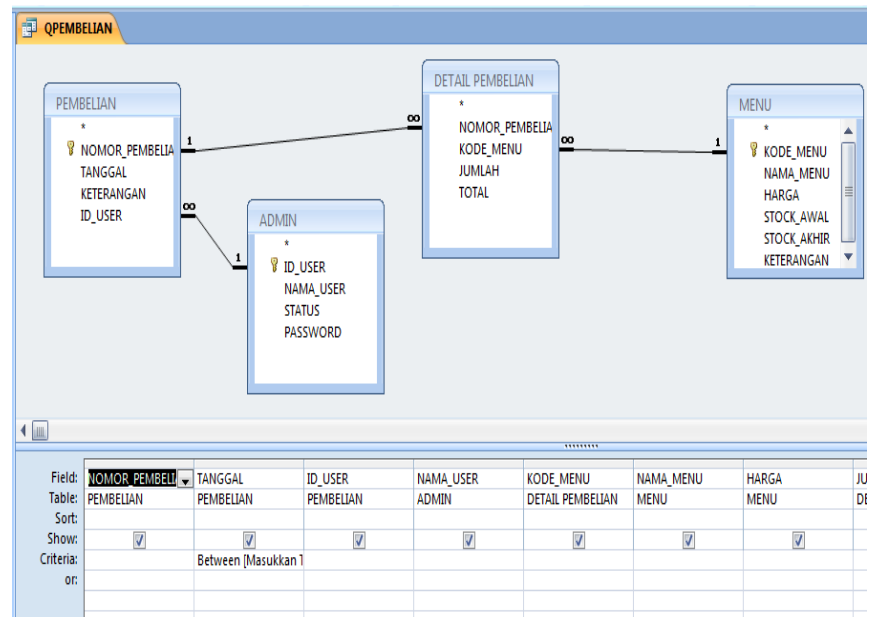 QPEMBELIAN
PEMBELIAN
*
NOMOR_PEMBELIA
TANGGAL
KETERANGAN
ID_USER
1
∞
ADMIN
*
ID_USER
NAMA_USER
STATUS
PASSWORD
1
DETAIL PEMBELIAN
*
NOMOR_PEMBELIA
KODE_MENU
JUMLAH
TOTAL
∞
∞
1
MENU
*
KODE_MENU
NAMA_MENU
HARGA
STOCK_AWAL
STOCK_AKHIR
KETERANGAN
Field: NOMOR_PEMBELI TANGGAL ID_USER NAMA_USER KODE_MENU NAMA_MENU HARGA JU
Table: PEMBELIAN PEMBELIAN PEMBELIAN ADMIN DETAIL PEMBELIAN MENU MENU DE
Sort:
Show:
Criteria: Between [Masukkan T
or: